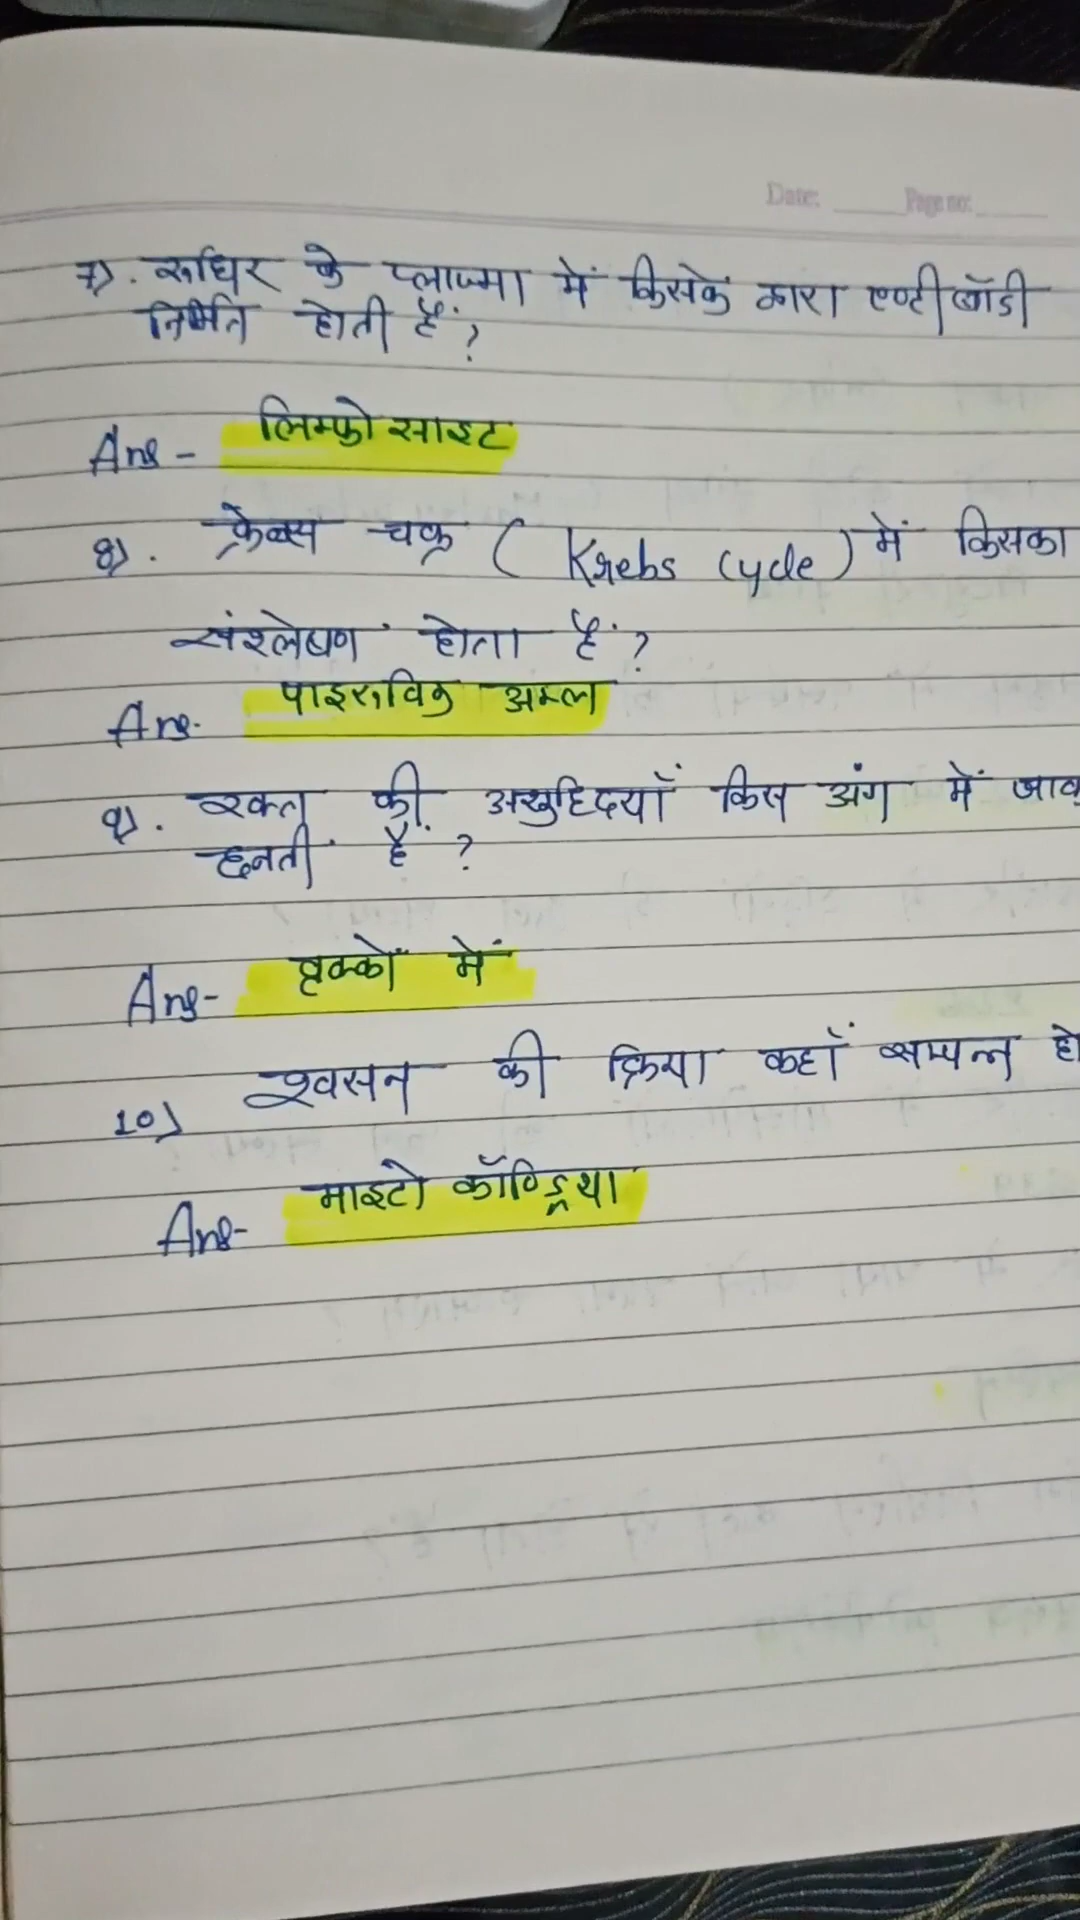 Date: Page no:
7). रूधिर के प्लाज्मा में किसके द्वारा एण्टीबॉडी
निर्मित होती हैं?
Ans - लिम्फोसाइट
8). क्रेब्स चक्र ( Krebs Cycle ) में किसका
संश्लेषण होता हैं ?
Ans. पाइरुविक अम्ल
9). रक्त की अशुद्दियाँ किस अंग में जाक
छनती है ?
Ans- वृक्कों में
10) श्वसन की क्रिया कहाँ सम्पन्न हो
Ans- माइटोकॉण्ड्रिया